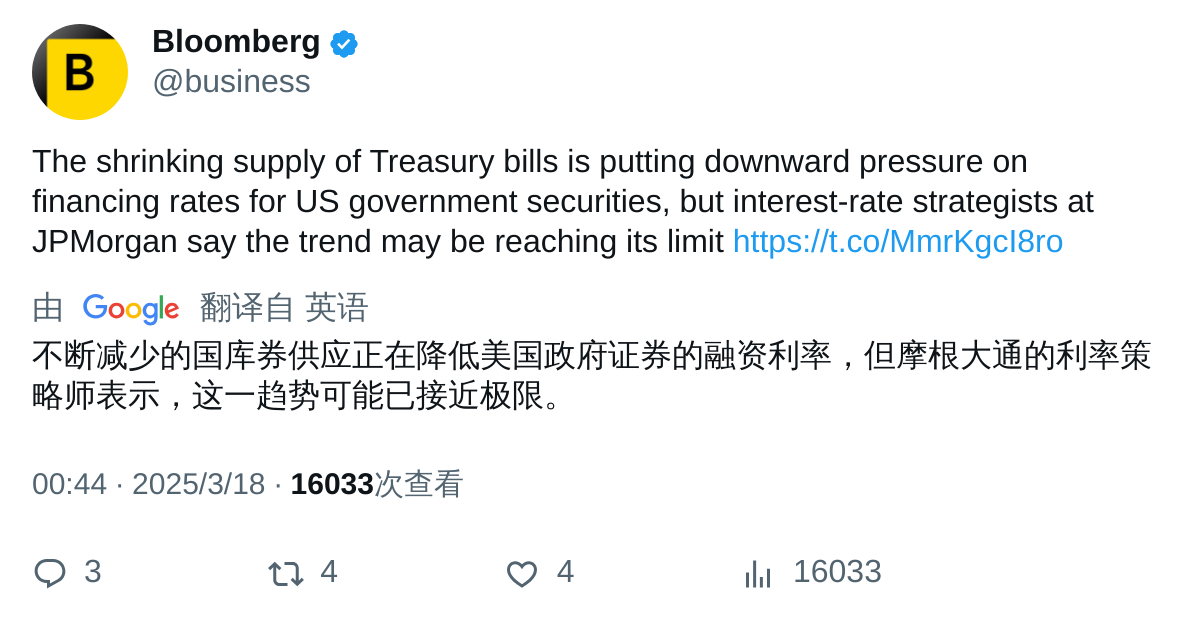 B
Bloomberg
@business
The shrinking supply of Treasury bills is putting downward pressure on
financing rates for US government securities, but interest-rate strategists at
JPMorgan say the trend may be reaching its limit https://t.co/MmrKgcI8ro
由 Google 翻译自 英语
不断减少的国库券供应正在降低美国政府证券的融资利率，但摩根大通的利率策
略师表示，这一趋势可能已接近极限。
00:44 · 2025/3/18 · 16033次查看
3 4 4 16033